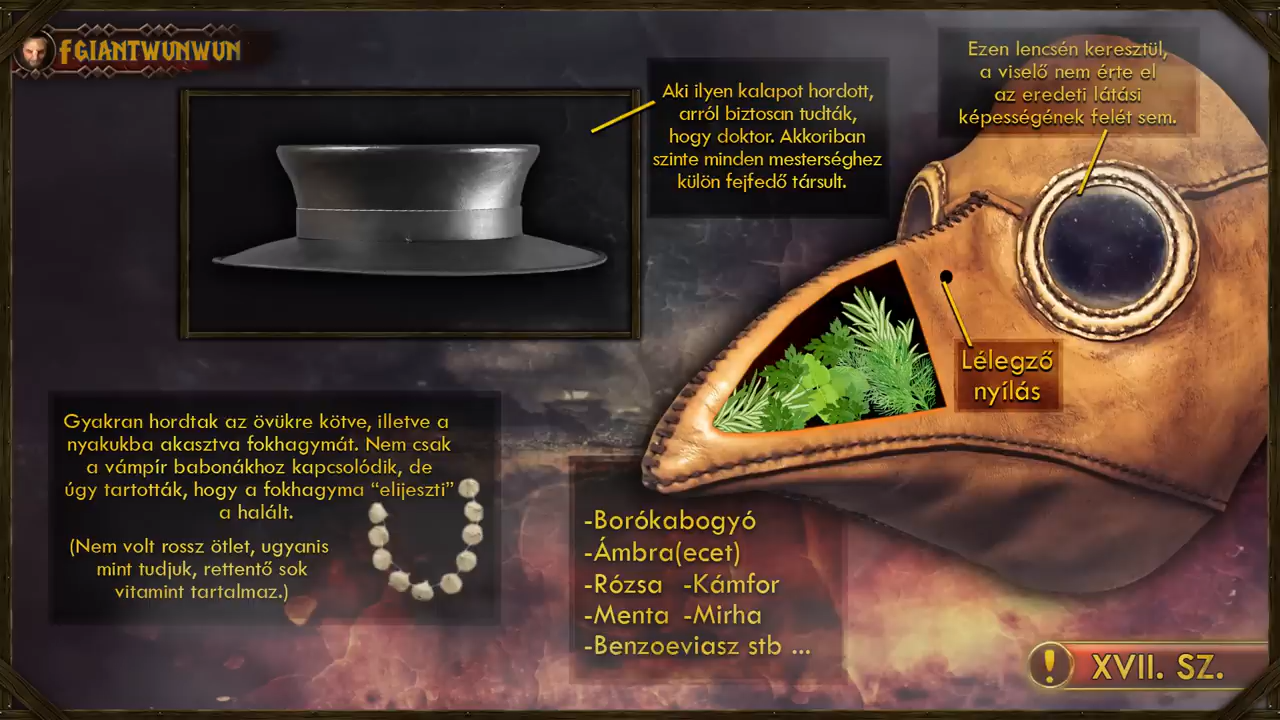 fGIANTWUNWUN
Aki ilyen kalapot hordott,
arról biztosan tudták,
hogy doktor. Akkoriban
szinte minden mesterséghez
külön fejfedő társult.
Ezen lencsén keresztül,
a viselő nem érte el
az eredeti látási
képességének felét sem.
Lélegző
nyílás
Gyakran hordtak az övükre kötve, illetve a
nyakukba akasztva fokhagymát. Nem csak
a vámpír babonákhoz kapcsolódik, de
úgy tartották, hogy a fokhagyma “elijeszti”
a halált.
(Nem volt rossz ötlet, ugyanis
mint tudjuk, rettentő sok
vitamint tartalmaz.)
-Borókabogyó
-Ámbra(ecet)
-Rózsa -Kámfor
-Menta -Mirha
-Benzoeviasz stb ...
XVII. SZ.